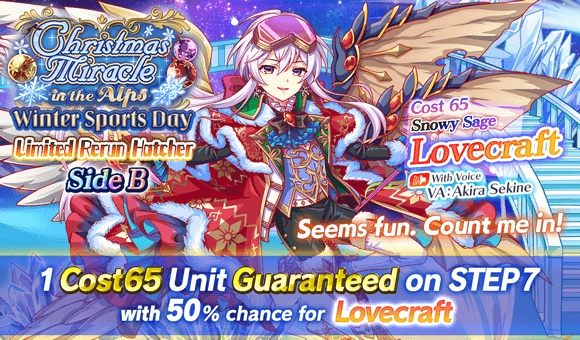 Christmas
Miracle
in the Alps
Winter Sports Day
Limited Rerun Hatcher
Side B
Cost 65
Snowy Sage
Lovecraft
With Voice
VA:Akira Sekine
Seems fun. Count me in!
1 Cost65 Unit Guaranteed on STEP7
with 50% chance for Lovecraft